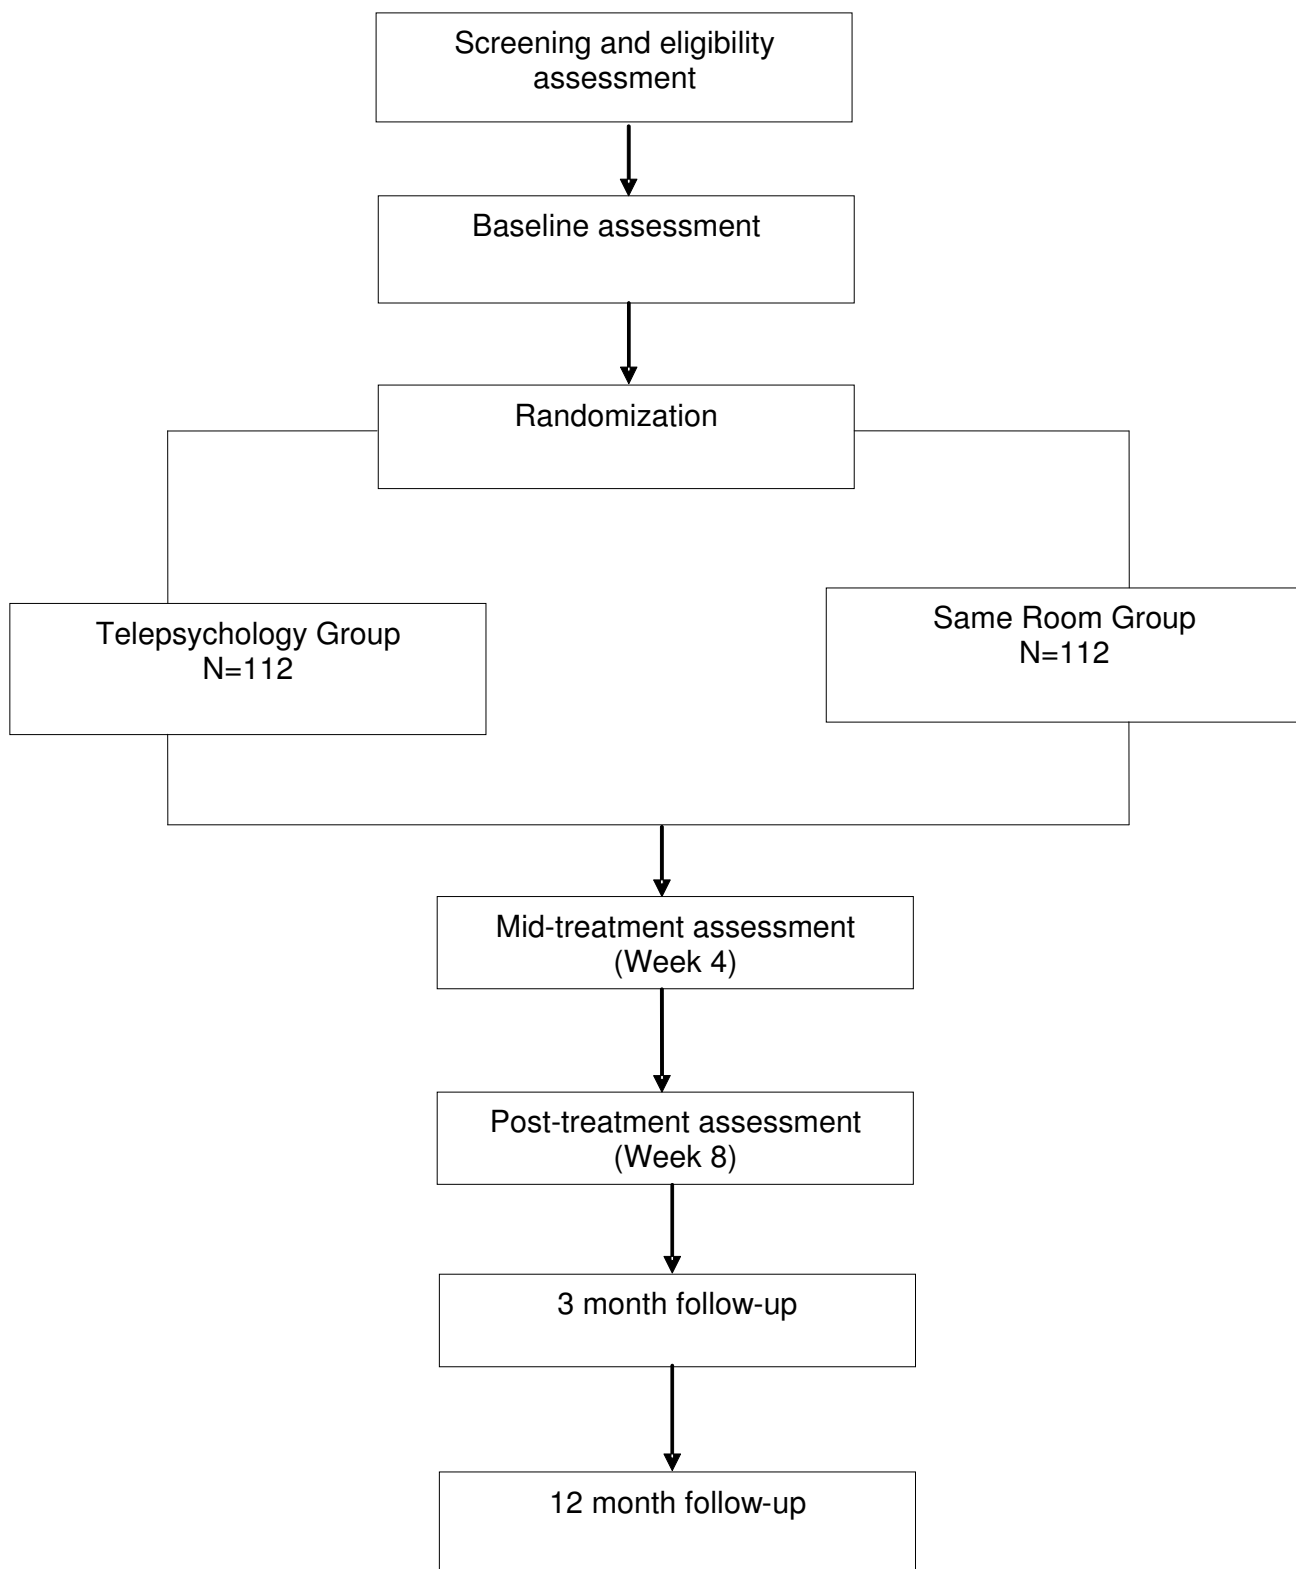 Screening and eligibility
assessment
Baseline assessment
Randomization
Telepsychology Group
N=112
Same Room Group
N=112
Mid-treatment assessment
(Week 4)
Post-treatment assessment
(Week 8)
3 month follow-up
12 month follow-up